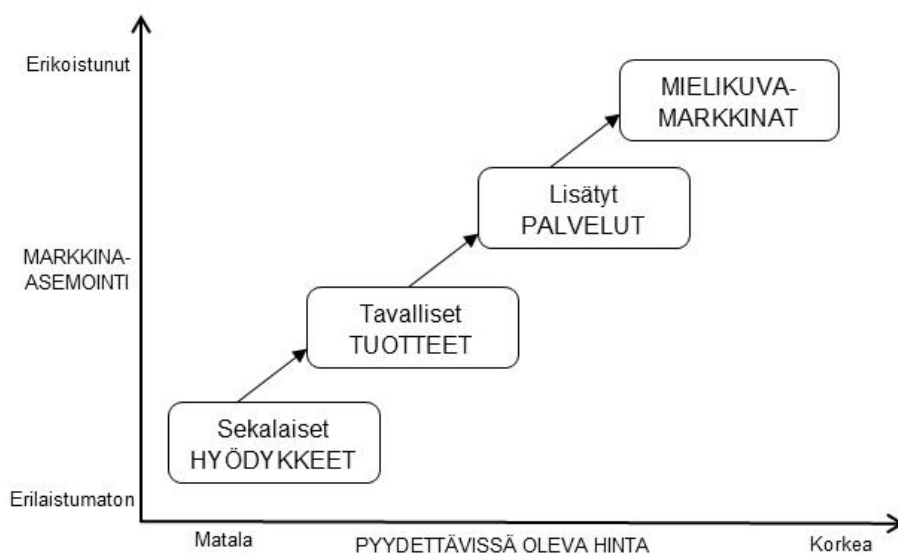 Erikoistunut
MIELIKUVA-
MARKKINAT
Lisätyt
PALVELUT
MARKKINA-
ASEMOINTI
Tavalliset
TUOTTEET
Sekalaiset
HYÖDYKKEET
Erilaistumaton
Matala
PYYDETTÄVISSÄ OLEVA HINTA
Korkea